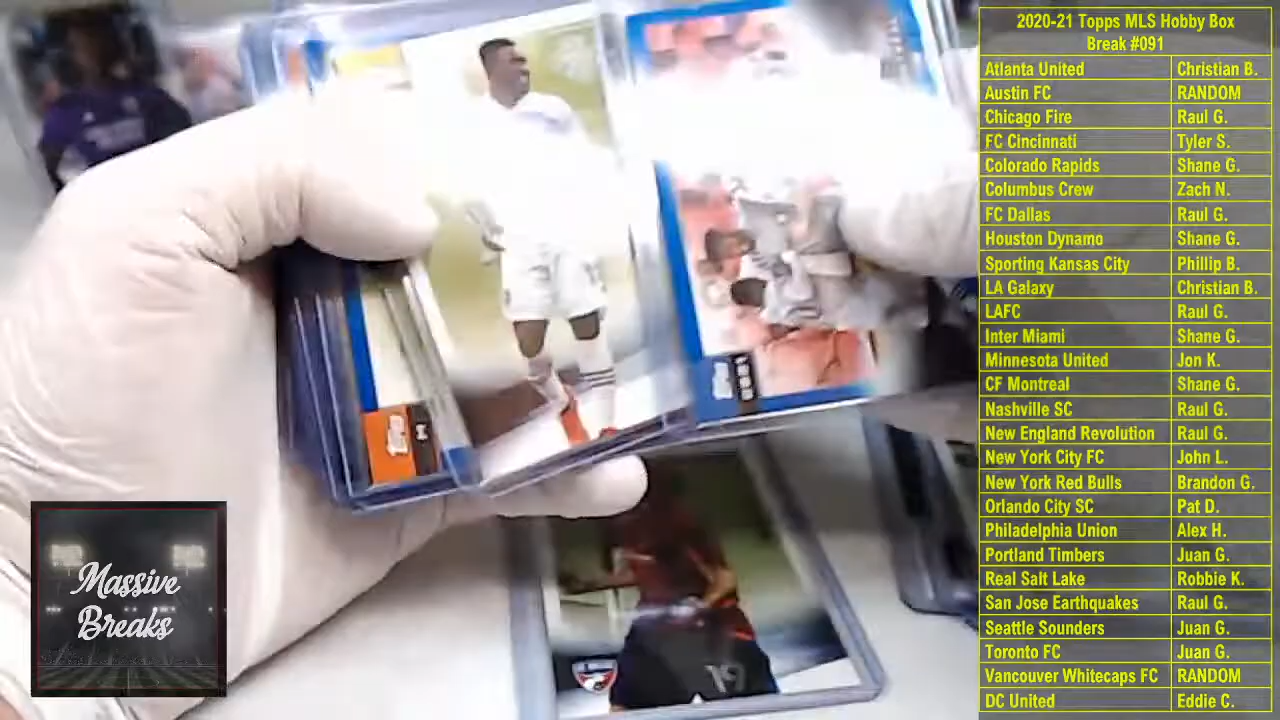 2020-21 Topps MLS Hobby Box
Break #091
Atlanta United Christian B.
Austin FC RANDOM
Chicago Fire Raul G.
FC Cincinnati Tyler S.
Colorado Rapids Shane G.
Columbus Crew Zach N.
FC Dallas Raul G.
Houston Dynamo Shane G.
Sporting Kansas City Phillip B.
LA Galaxy Christian B.
LAFC Raul G.
Inter Miami Shane G.
Minnesota United Jon K.
CF Montreal Shane G.
Nashville SC Raul G.
New England Revolution Raul G.
New York City FC John L.
New York Red Bulls Brandon G.
Orlando City SC Pat D.
Philadelphia Union Alex H.
Portland Timbers Juan G.
Real Salt Lake Robbie K.
San Jose Earthquakes Raul G.
Seattle Sounders Juan G.
Toronto FC Juan G.
Vancouver Whitecaps FC RANDOM
DC United Eddie C.
Massive
Breaks
19